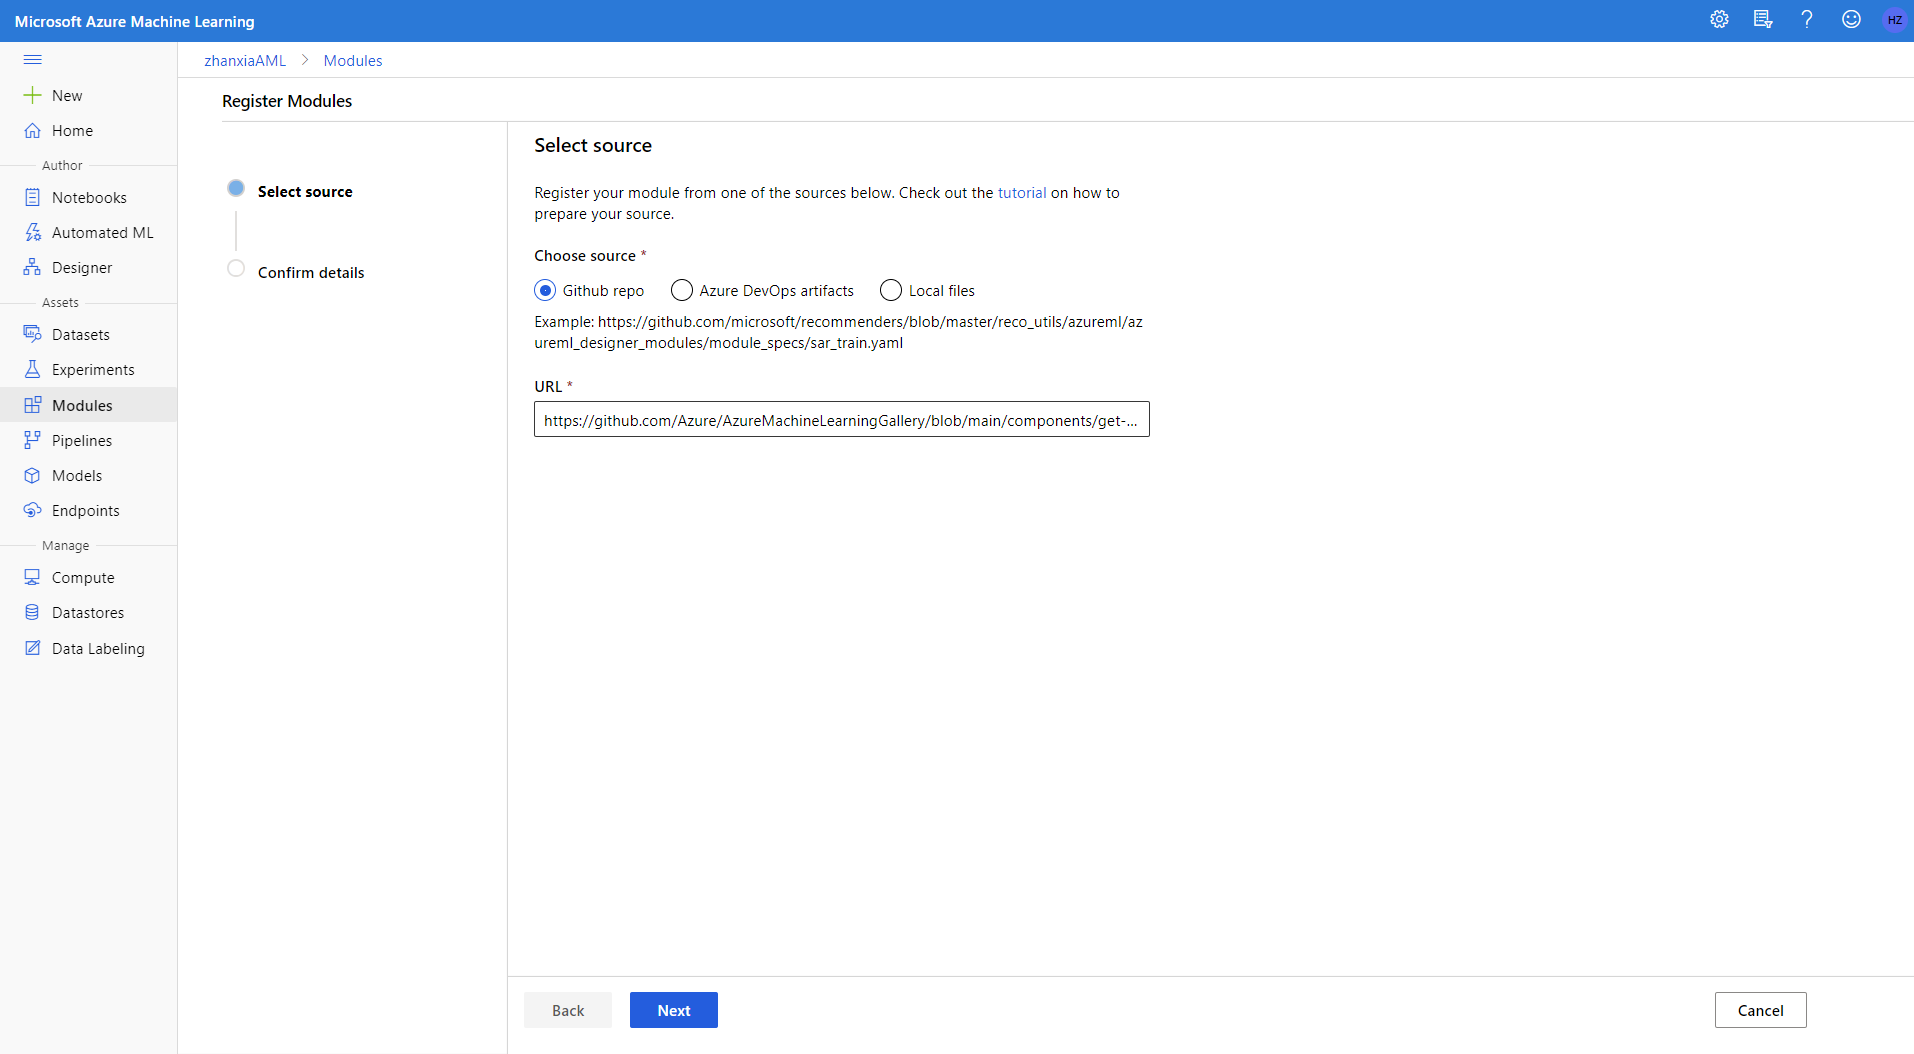 Microsoft Azure Machine Learning
HZ
zhanxiaAML > Modules
New
Home
Author
Notebooks
Automated ML
Designer
Assets
Datasets
Experiments
Modules
Pipelines
Models
Endpoints
Manage
Compute
Datastores
Data Labeling
Register Modules
Select source
Confirm details
Select source
Register your module from one of the sources below. Check out the tutorial on how to
prepare your source.
Choose source *
Github repo Azure DevOps artifacts Local files
Example: https://github.com/microsoft/recommenders/blob/master/reco_utils/azureml/az
ureml_designer_modules/module_specs/sar_train.yaml
URL *
https://github.com/Azure/AzureMachineLearningGallery/blob/main/components/get-...
Back Next Cancel